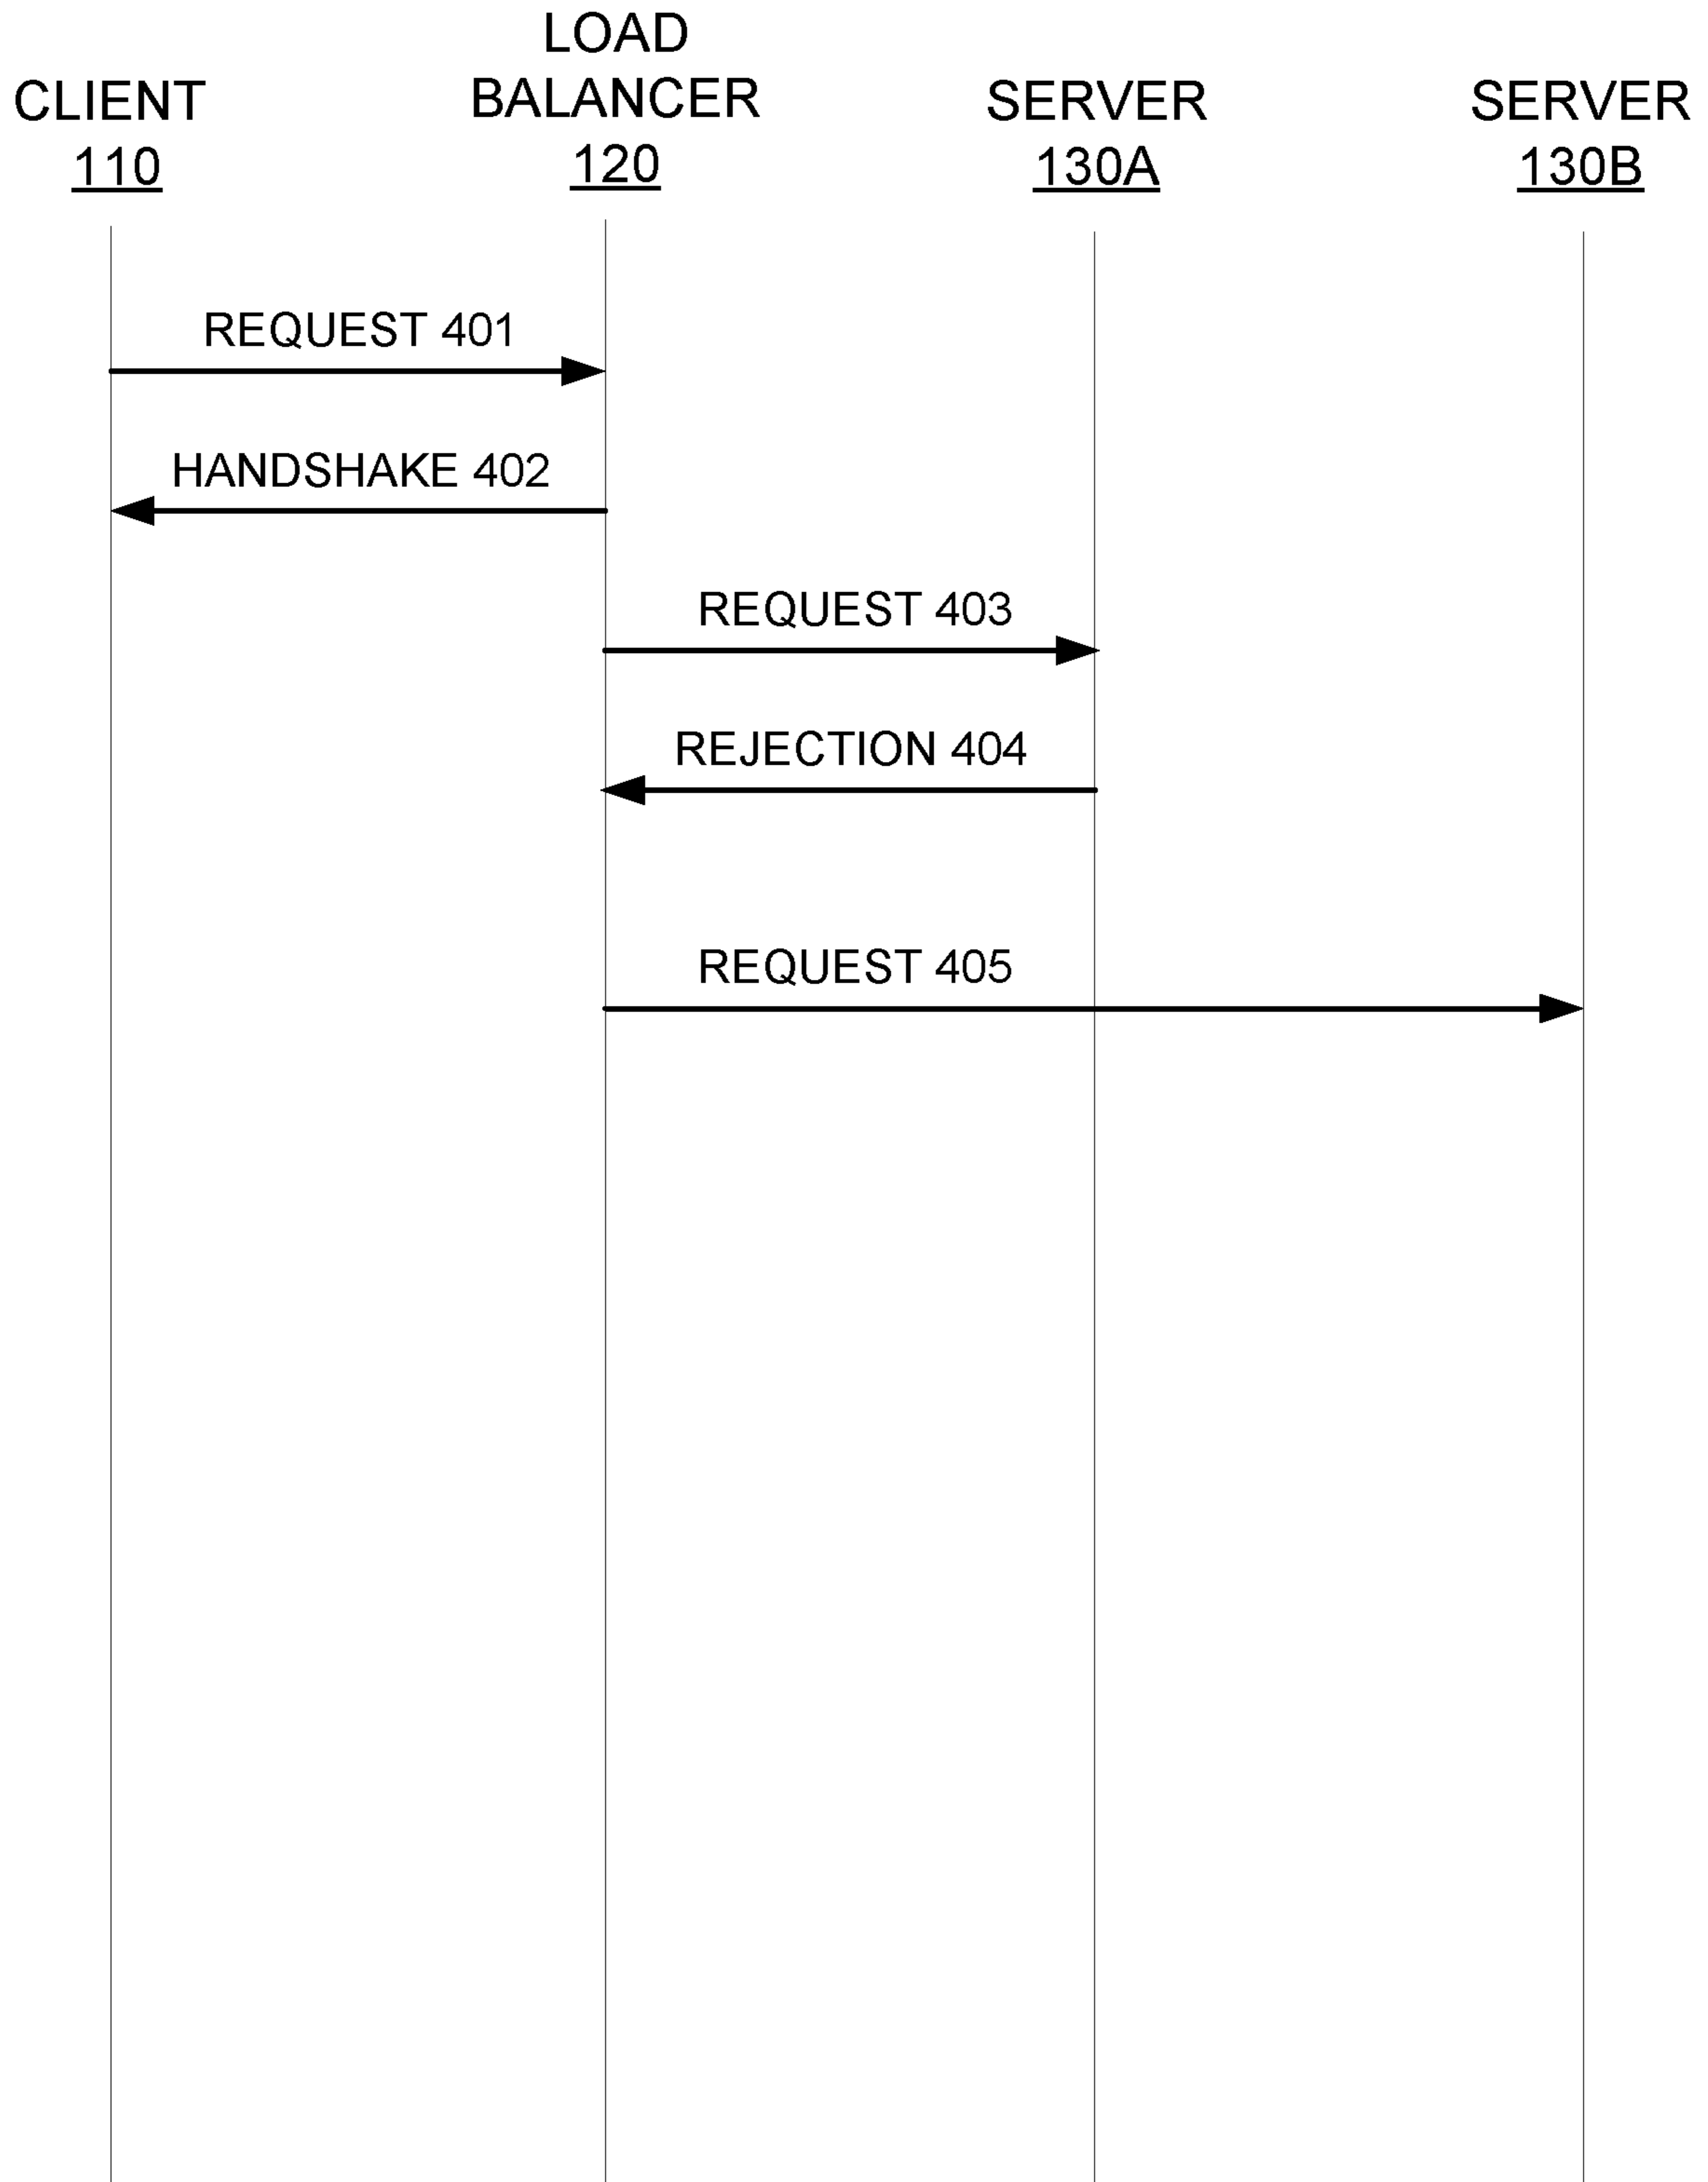 CLIENT
110
LOAD
BALANCER
120
SERVER
130A
SERVER
130B
REQUEST 401
HANDSHAKE 402
REQUEST 403
REJECTION 404
REQUEST 405